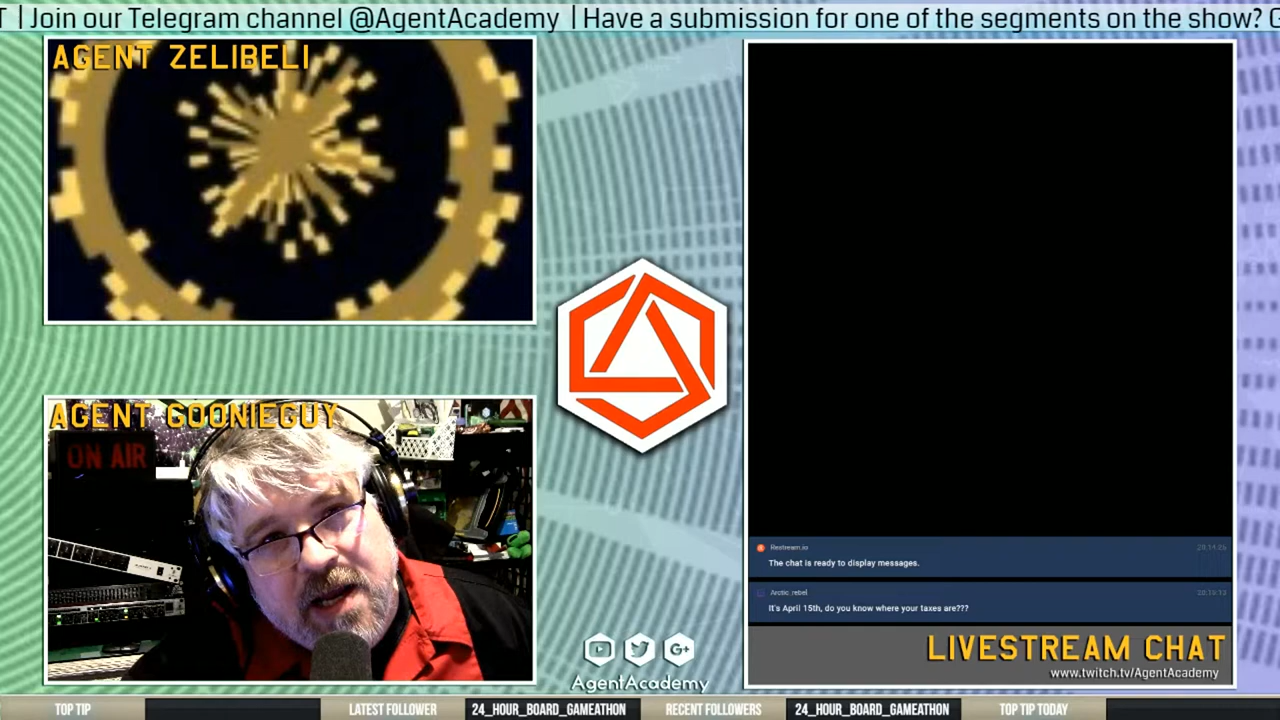 T | Join our Telegram channel @AgentAcademy | Have a submission for one of the segments on the show? G
AGENT ZELIBELI
AGENT GOONIEGUY
ON AIR
Restream.io
The chat is ready to display messages.
Arctic_rebel
It's April 15th, do you know where your taxes are???
LIVESTREAM CHAT
www.twitch.tv/AgentAcademy
G+
AgentAcademy
TOP TIP
LATEST FOLLOWER
24_HOUR_BOARD_GAMEATHON
RECENT FOLLOWERS
24_HOUR_BOARD_GAMEATHON
TOP TIP TODAY